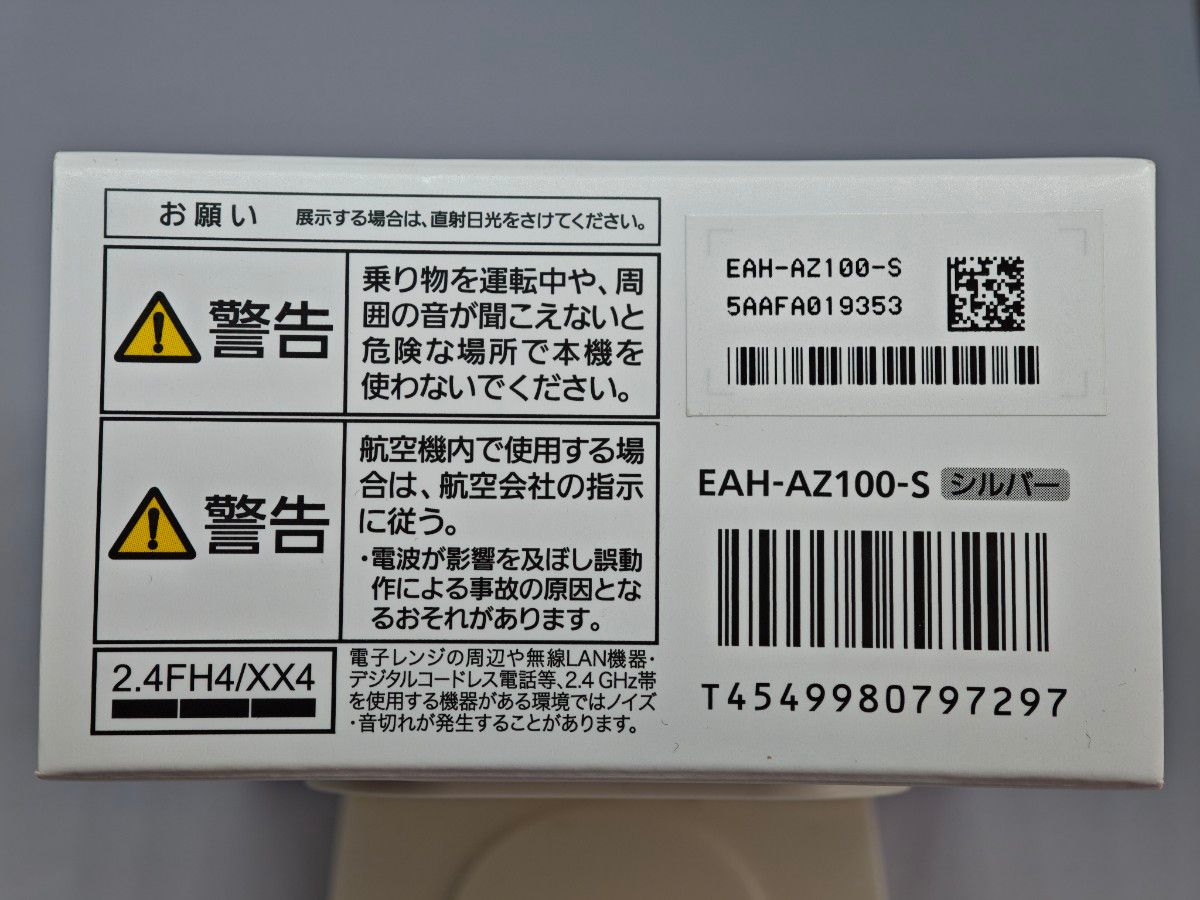 お願い 展示する場合は、直射日光をさけてください。
警告
乗り物を運転中や、周
囲の音が聞こえないと
危険な場所で本機を
使わないでください。
警告
航空機内で使用する場
合は、航空会社の指示
に従う。
・電波が影響を及ぼし誤動
作による事故の原因とな
るおそれがあります。
2.4FH4/XX4
電子レンジの周辺や無線LAN機器・
デジタルコードレス電話等、2.4 GHz帯
を使用する機器がある環境ではノイズ
・音切れが発生することがあります。
EAH-AZ100-S
5AAFA019353
EAH-AZ100-S シルバー
T4549980797297